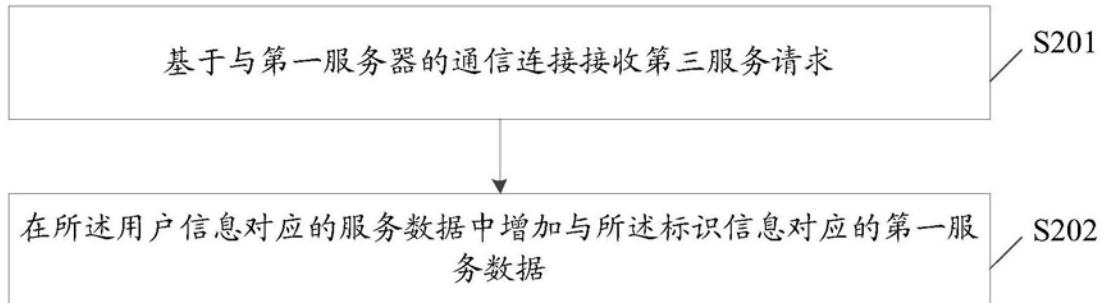 基于与第一服务器的通信连接接收第三服务请求
S201
在所述用户信息对应的服务数据中增加与所述标识信息对应的第一服
务数据
S202